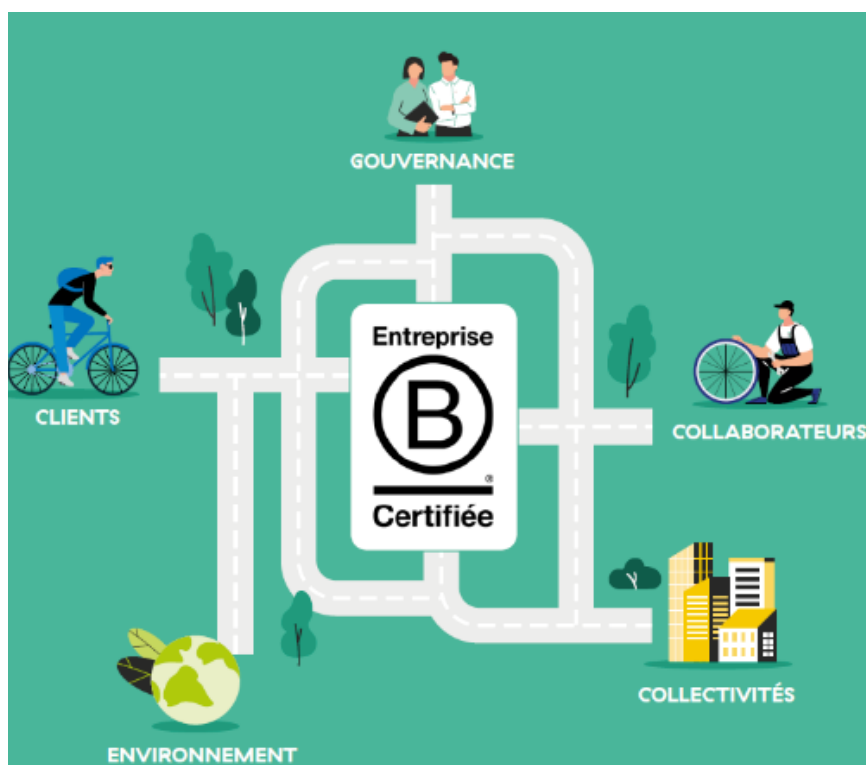 GOUVERNANCE
Entreprise
B
®
Certifiée
CLIENTS
COLLABORATEURS
COLLECTIVITÉS
ENVIRONNEMENT